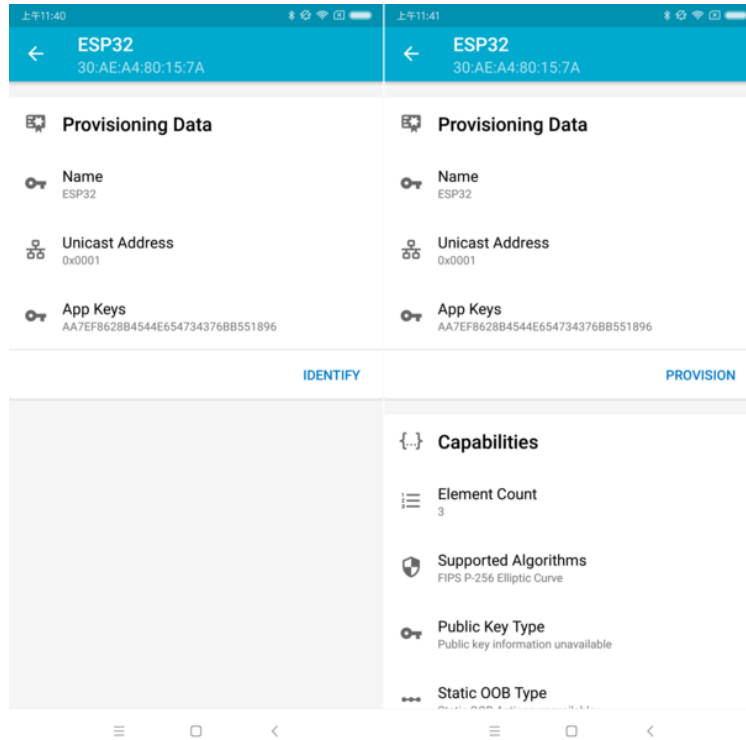 上午11:40
ESP32
30:AE:A4:80:15:7A
Provisioning Data
Name
ESP32
Unicast Address
0x0001
App Keys
AA7EF8628B4544E654734376BB551896
IDENTIFY
上午11:41
ESP32
30:AE:A4:80:15:7A
Provisioning Data
Name
ESP32
Unicast Address
0x0001
App Keys
AA7EF8628B4544E654734376BB551896
PROVISION
{...} Capabilities
Element Count
3
Supported Algorithms
FIPS P-256 Elliptic Curve
Public Key Type
Public key information unavailable
Static OOB Type